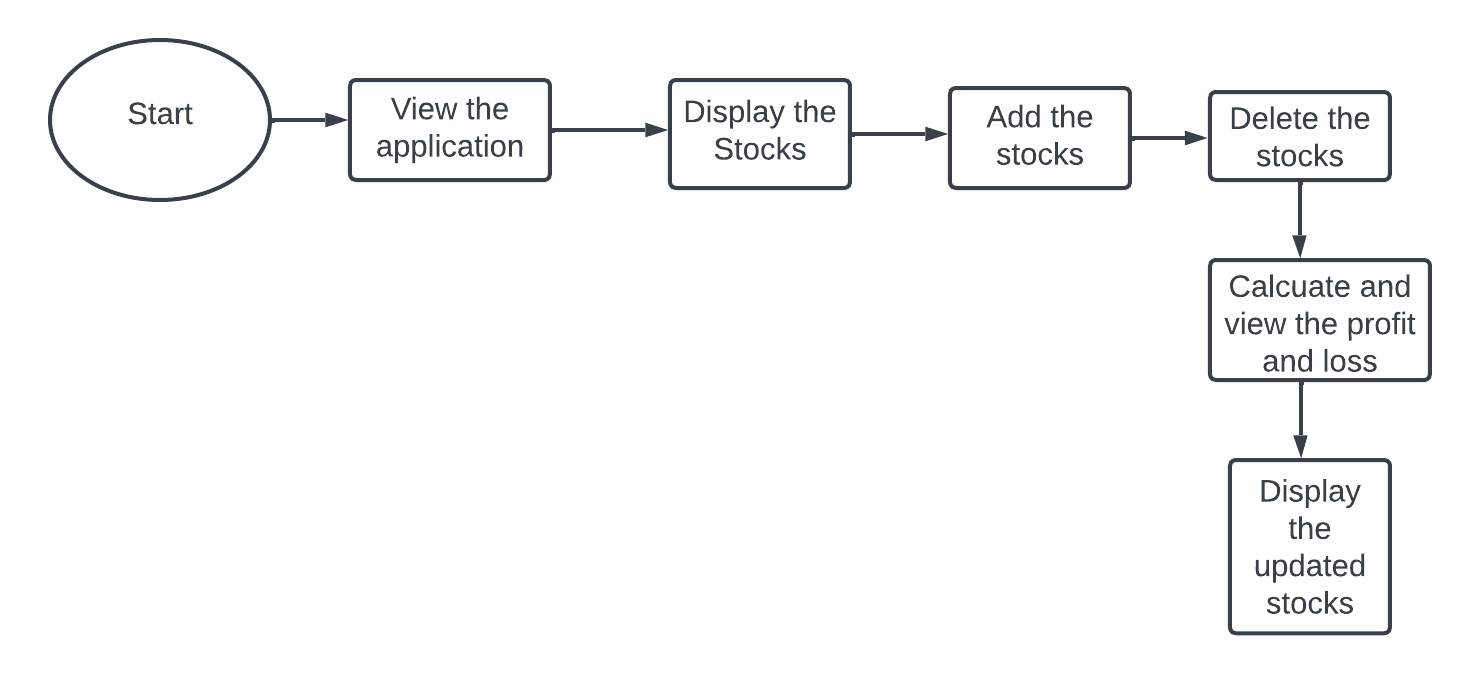 Start
View the
application
Display the
Stocks
Add the
stocks
Delete the
stocks
Calcuate and
view the profit
and loss
Display
the
updated
stocks